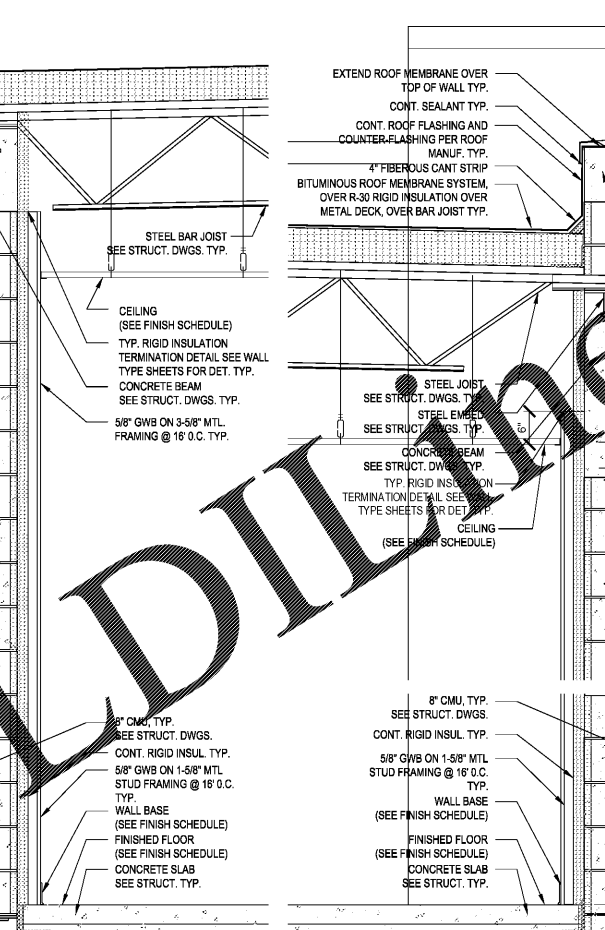 EXTEND ROOF MEMBRANE OVER
TOP OF WALL TYP.
CONT. SEALANT TYP.
CONT. ROOF FLASHING AND
COUNTER-FLASHING PER ROOF
MANUF. TYP.
4" FIBEROUS CANT STRIP
BITUMINOUS ROOF MEMBRANE SYSTEM,
OVER R-30 RIGID INSULATION OVER
METAL DECK, OVER BAR JOIST TYP.
STEEL BAR JOIST
SEE STRUCT. DWGS. TYP.
CEILING
(SEE FINISH SCHEDULE)
TYP. RIGID INSULATION
TERMINATION DETAIL SEE WALL
TYPE SHEETS FOR DET. TYP.
CONCRETE BEAM
SEE STRUCT. DWGS. TYP.
5/8" GWB ON 3-5/8" MTL.
FRAMING @ 16' O.C. TYP.
STEEL JOIST
SEE STRUCT. DWGS. TYP.
STEEL EMBED
SEE STRUCT. DWGS. TYP.
6"
CONCRETE BEAM
SEE STRUCT. DWGS. TYP.
TYP. RIGID INSULATION
TERMINATION DETAIL SEE WALL
TYPE SHEETS FOR DET. TYP.
CEILING
(SEE FINISH SCHEDULE)
LDILine
8" CMU, TYP.
SEE STRUCT. DWGS.
CONT. RIGID INSUL. TYP.
5/8" GWB ON 1-5/8" MTL
STUD FRAMING @ 16' O.C.
TYP.
WALL BASE
(SEE FINISH SCHEDULE)
FINISHED FLOOR
(SEE FINISH SCHEDULE)
CONCRETE SLAB
SEE STRUCT. TYP.
8" CMU, TYP.
SEE STRUCT. DWGS.
CONT. RIGID INSUL. TYP.
5/8" GWB ON 1-5/8" MTL
STUD FRAMING @ 16' O.C.
TYP.
WALL BASE
(SEE FINISH SCHEDULE)
FINISHED FLOOR
(SEE FINISH SCHEDULE)
CONCRETE SLAB
SEE STRUCT. TYP.